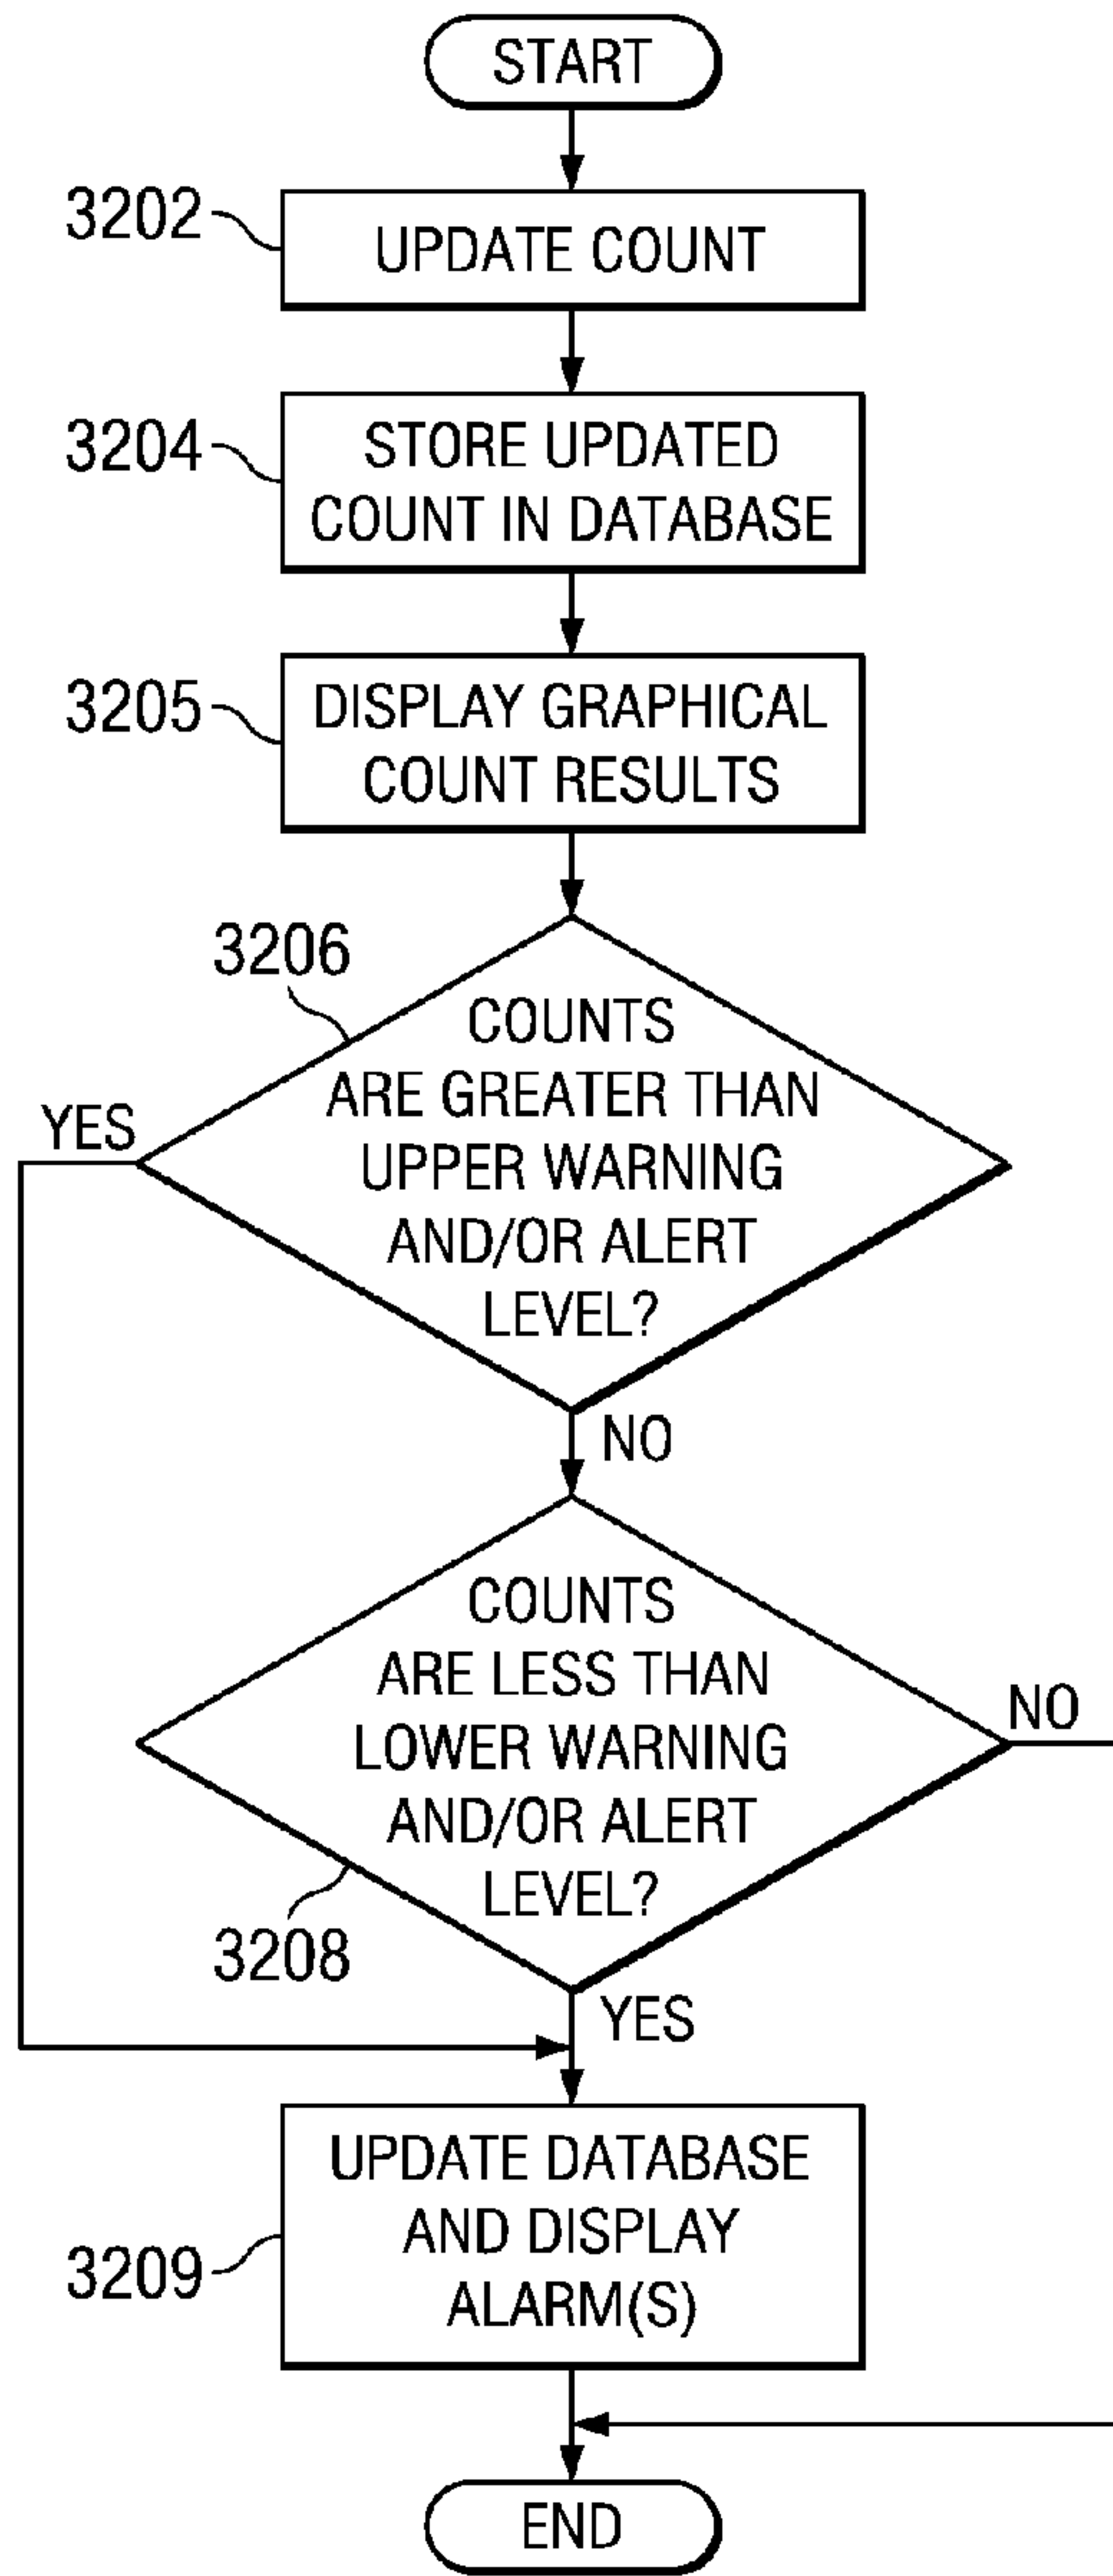 START
3202
UPDATE COUNT
3204
STORE UPDATED
COUNT IN DATABASE
3205
DISPLAY GRAPHICAL
COUNT RESULTS
3206
COUNTS
ARE GREATER THAN
UPPER WARNING
AND/OR ALERT
LEVEL?
YES
NO
COUNTS
ARE LESS THAN
LOWER WARNING
AND/OR ALERT
LEVEL?
NO
3208
YES
UPDATE DATABASE
AND DISPLAY
ALARM(S)
3209
END